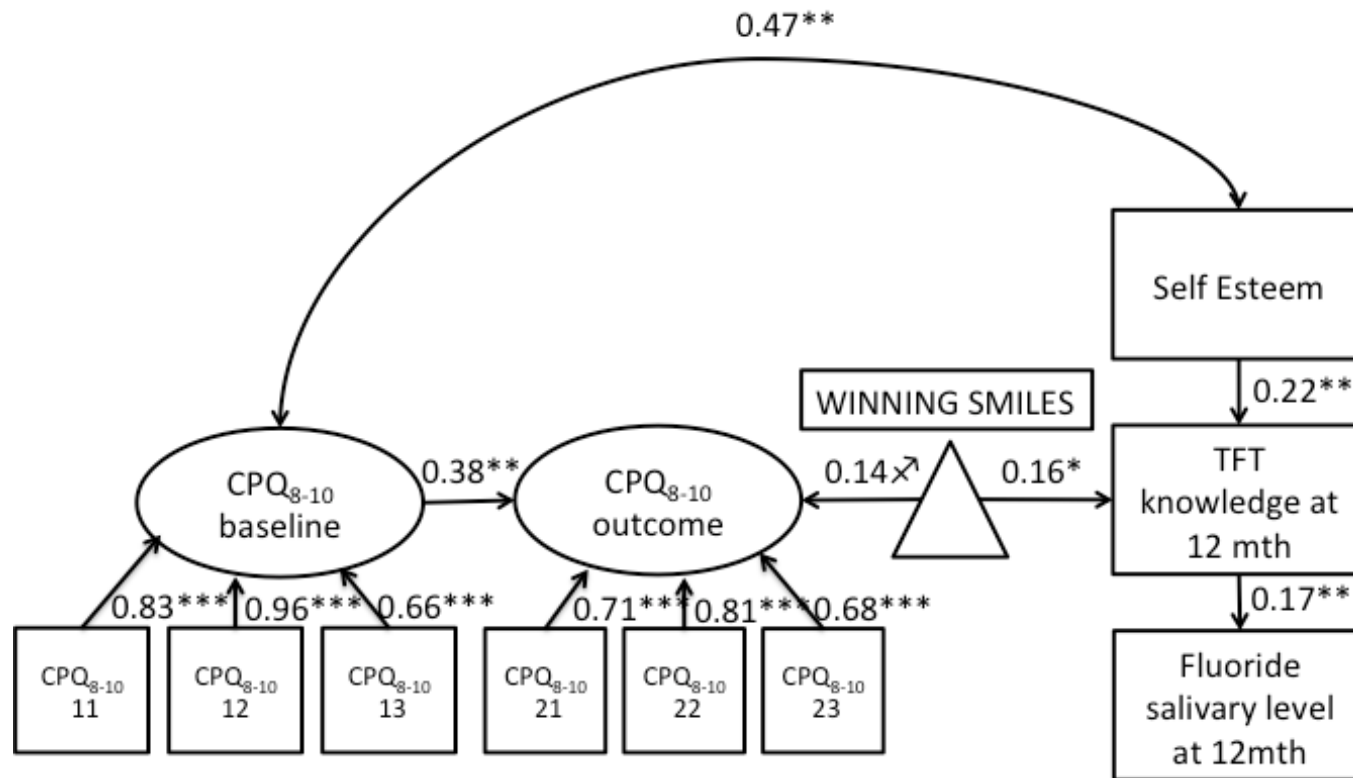 0.47**
Self Esteem
0.22**
WINNING SMILES
CPQ8-10
baseline
0.38**
CPQ8-10
outcome
0.14♐
0.16*
TFT
knowledge at
12 mth
0.83***
0.96***
0.66***
0.71***
0.81***
0.68***
0.17**
CPQ8-10
11
CPQ8-10
12
CPQ8-10
13
CPQ8-10
21
CPQ8-10
22
CPQ8-10
23
Fluoride
salivary level
at 12mth